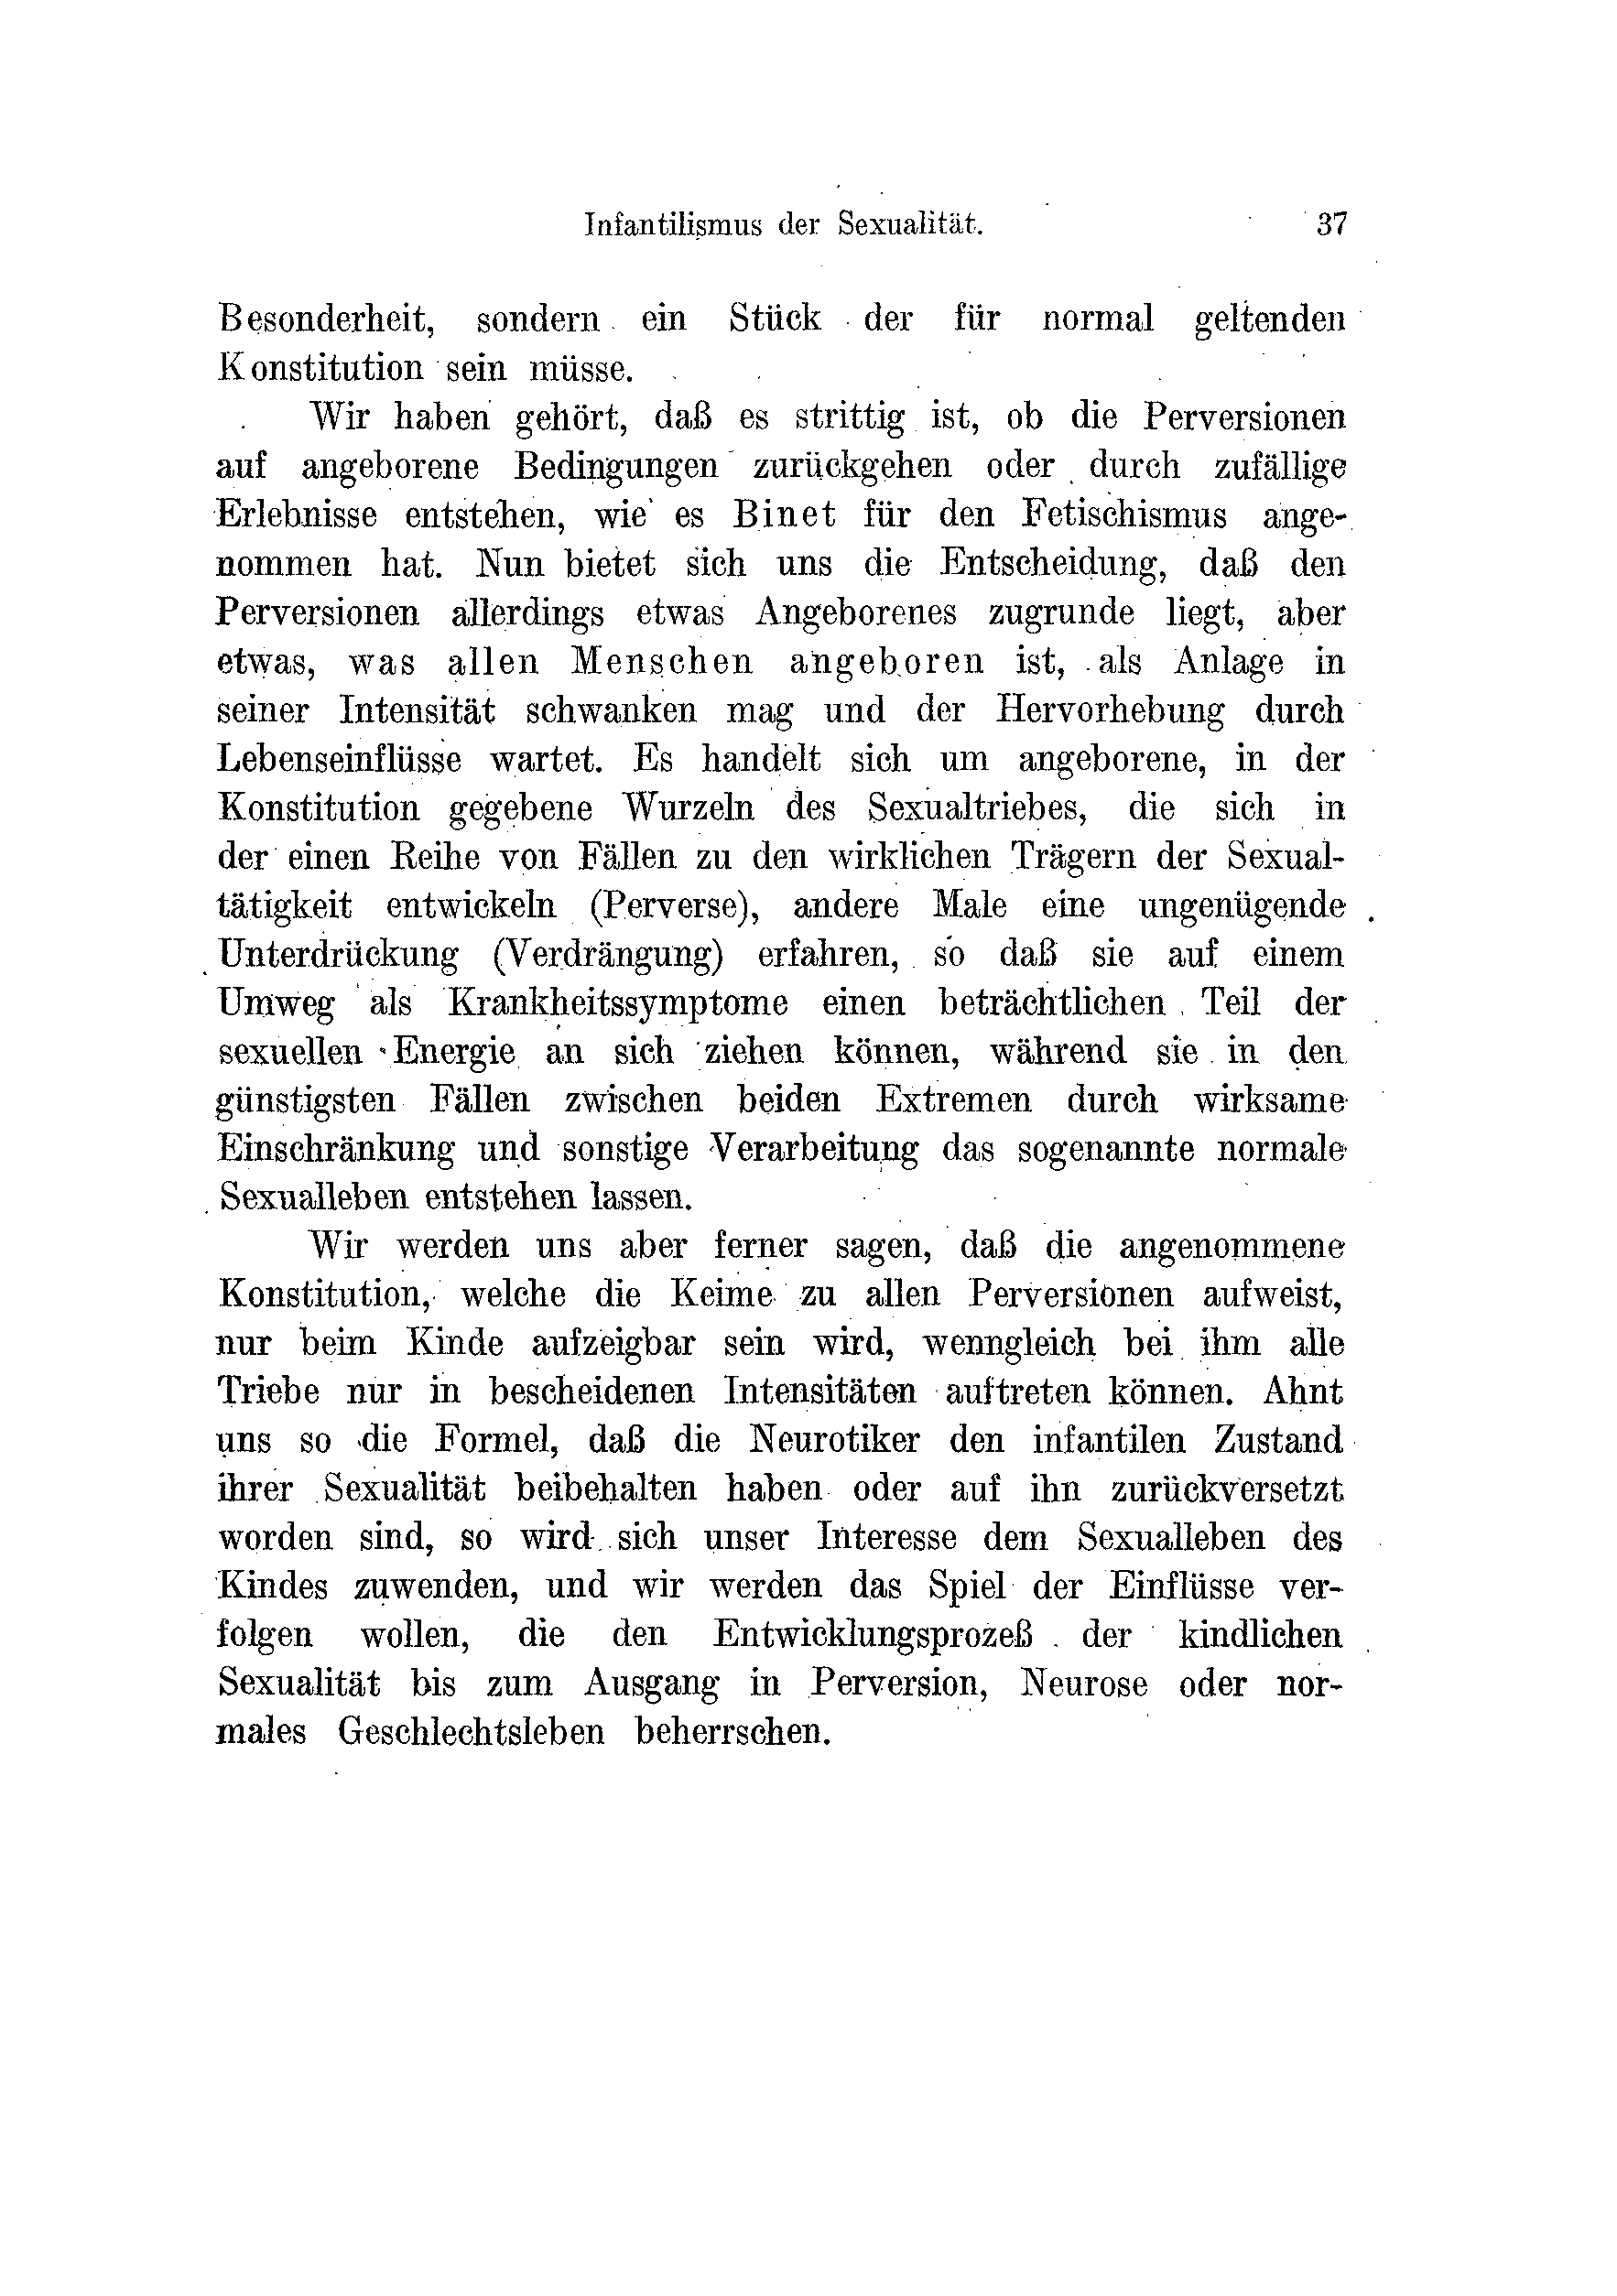 Infantilismus der Sexualität. 37
Besonderheit, sondern ein Stück der für normal geltenden
Konstitution sein müsse.
Wir haben gehört, daß es strittig ist, ob die Perversionen
auf angeborene Bedingungen zurückgehen oder durch zufällige
Erlebnisse entstehen, wie es Binet für den Fetischismus ange-
nommen hat. Nun bietet sich uns die Entscheidung, daß den
Perversionen allerdings etwas Angeborenes zugrunde liegt, aber
etwas, was allen Menschen angeboren ist, als Anlage in
seiner Intensität schwanken mag und der Hervorhebung durch
Lebenseinflüsse wartet. Es handelt sich um angeborene, in der
Konstitution gegebene Wurzeln des Sexualtriebes, die sich in
der einen Reihe von Fällen zu den wirklichen Trägern der Sexual-
tätigkeit entwickeln (Perverse), andere Male eine ungenügende
Unterdrückung (Verdrängung) erfahren, so daß sie auf einem
Umweg als Krankheitssymptome einen beträchtlichen Teil der
sexuellen Energie an sich ziehen können, während sie in den
günstigsten Fällen zwischen beiden Extremen durch wirksame
Einschränkung und sonstige Verarbeitung das sogenannte normale
Sexualleben entstehen lassen.
Wir werden uns aber ferner sagen, daß die angenommene
Konstitution, welche die Keime zu allen Perversionen aufweist,
nur beim Kinde aufzeigbar sein wird, wenngleich bei ihm alle
Triebe nur in bescheidenen Intensitäten auftreten können. Ahnt
uns so die Formel, daß die Neurotiker den infantilen Zustand
ihrer Sexualität beibehalten haben oder auf ihn zurückversetzt
worden sind, so wird sich unser Interesse dem Sexualleben des
Kindes zuwenden, und wir werden das Spiel der Einflüsse ver-
folgen wollen, die den Entwicklungsprozeß der kindlichen
Sexualität bis zum Ausgang in Perversion, Neurose oder nor-
males Geschlechtsleben beherrschen.